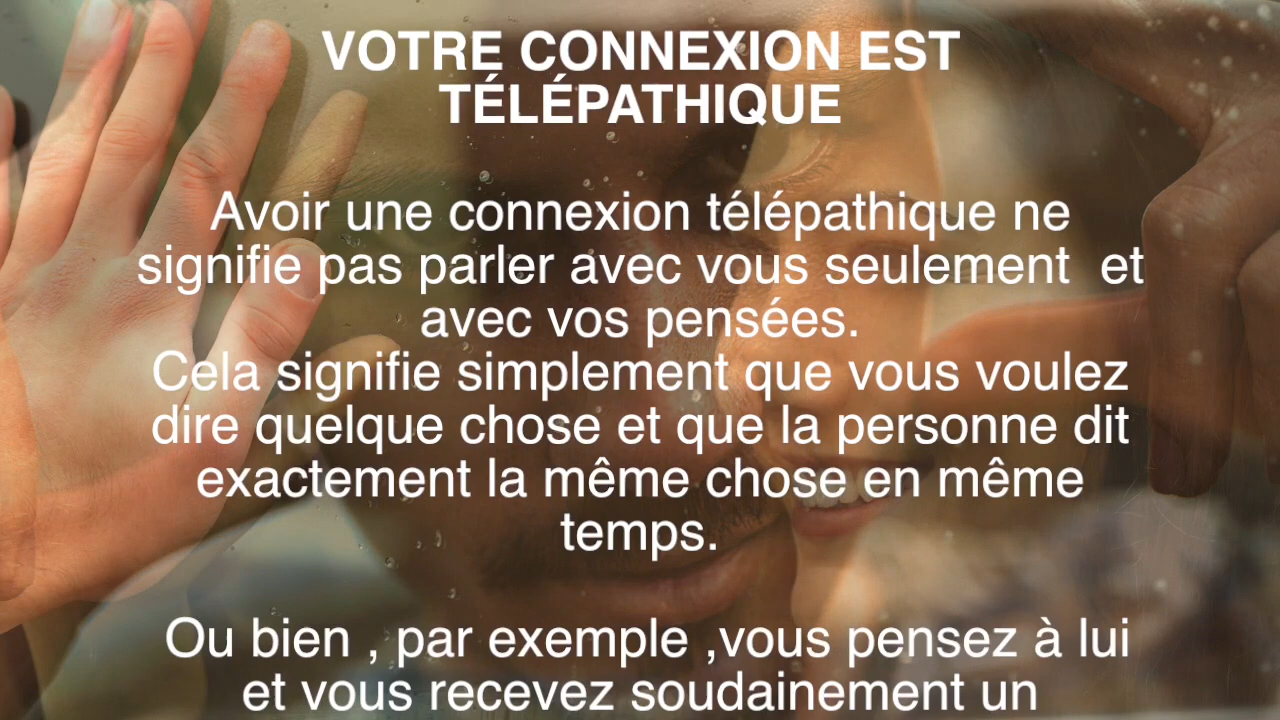 VOTRE CONNEXION EST
TÉLÉPATHIQUE
Avoir une connexion télépathique ne
signifie pas parler avec vous seulement  et
avec vos pensées.
Cela signifie simplement que vous voulez
dire quelque chose et que la personne dit
exactement la même chose en même
temps.
Ou bien , par exemple ,vous pensez à lui
et vous recevez soudainement un